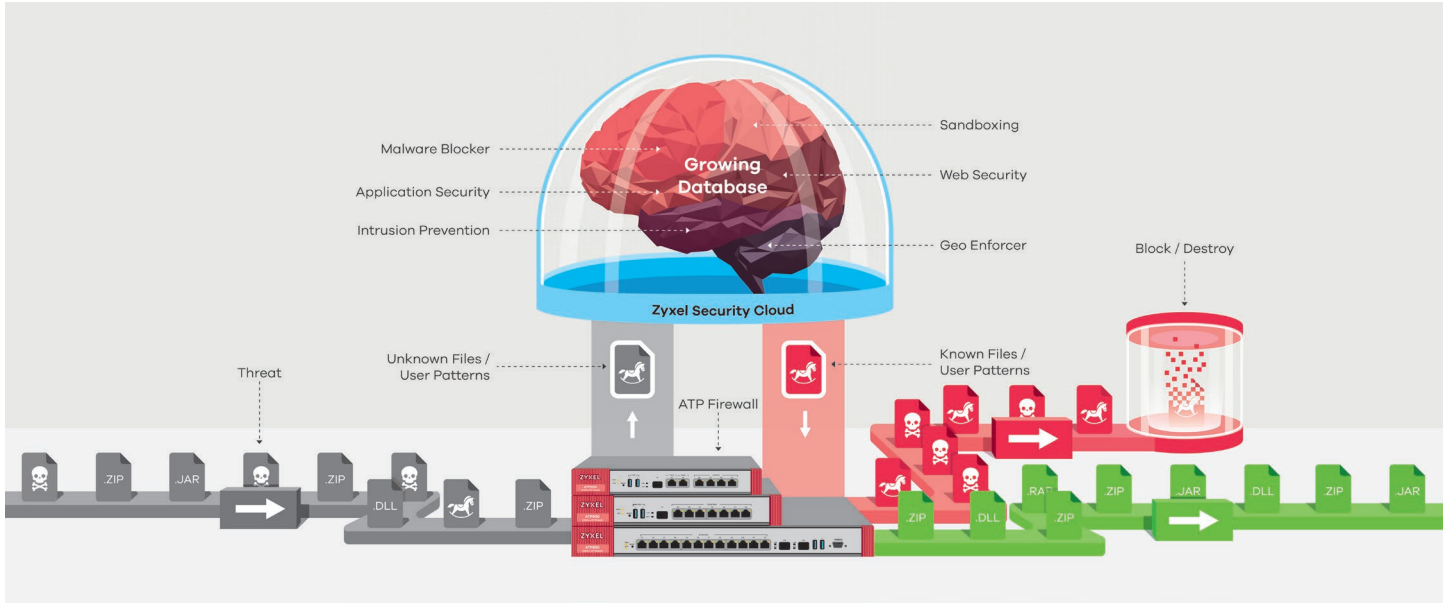 Sandboxing
Malware Blocker
Growing
Database
Web Security
Application Security
Intrusion Prevention
Geo Enforcer
Block / Destroy
Zyxel Security Cloud
Unknown Files /
User Patterns
Known Files /
User Patterns
Threat
ATP Firewall
.ZIP
.JAR
.ZIP
.DLL
.ZIP
ZYXEL
ZYXEL
ZYXEL
.ZIP
.DLL
.RAR
.ZIP
.ZIP
.JAR
.DLL
.ZIP
.JAR